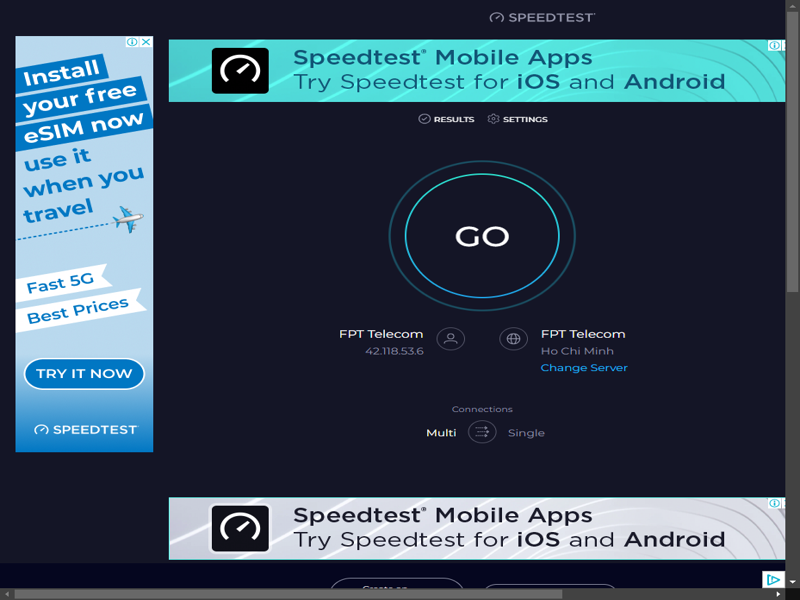 SPEEDTEST
Install
your free
eSIM now
use it
when you
travel
Fast 5G
Best Prices
TRY IT NOW
SPEEDTEST
Speedtest® Mobile Apps
Try Speedtest for iOS and Android
RESULTS SETTINGS
GO
FPT Telecom
42.118.53.6
FPT Telecom
Ho Chi Minh
Change Server
Connections
Multi Single
Speedtest® Mobile Apps
Try Speedtest for iOS and Android